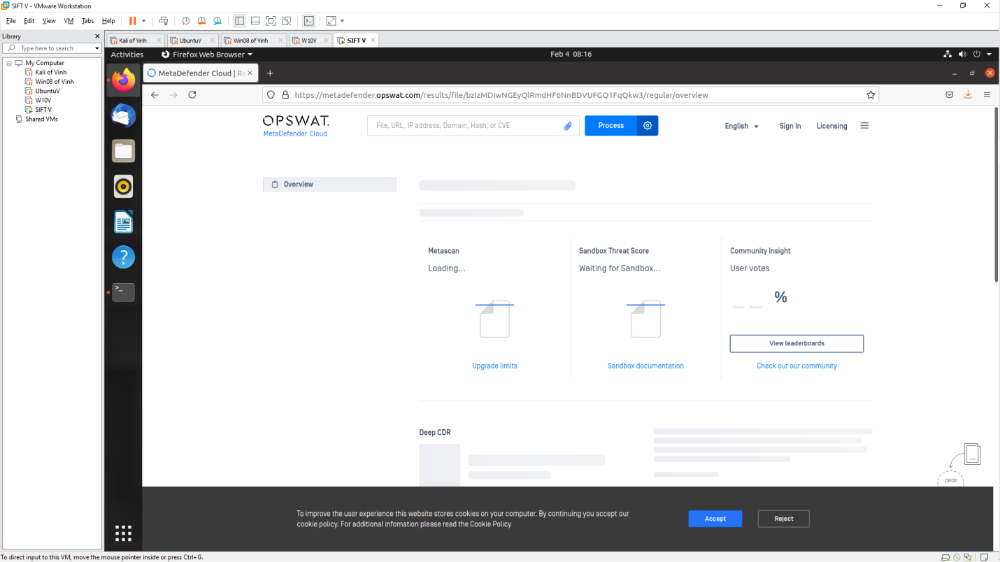 SIFT V - VMware Workstation
File Edit View VM Tabs Help
Library
Type here to search
My Computer
Kali of Vinh
Win08 of Vinh
UbuntuV
W10V
SIFT V
Shared VMs
Kali of Vinh UbuntuV Win08 of Vinh W10V SIFT V
Activities Firefox Web Browser Feb 4 08:16
MetaDefender Cloud | Re
https://metadefender.opswat.com/results/file/bzIzMDIwNGEyQlRmdHF6NnBDVUFGQ1FqQkw3/regular/overview
OPSWAT.
MetaDefender Cloud
File, URL, IP address, Domain, Hash, or CVE
Process
English Sign In Licensing
Overview
Metascan
Loading...
Upgrade limits
Sandbox Threat Score
Waiting for Sandbox...
Sandbox documentation
Community Insight
User votes
%
View leaderboards
Check out our community
Deep CDR
DROP
To improve the user experience this website stores cookies on your computer. By continuing you accept our
cookie policy. For additional infomation please read the Cookie Policy
Accept
Reject
To direct input to this VM, move the mouse pointer inside or press Ctrl+G.